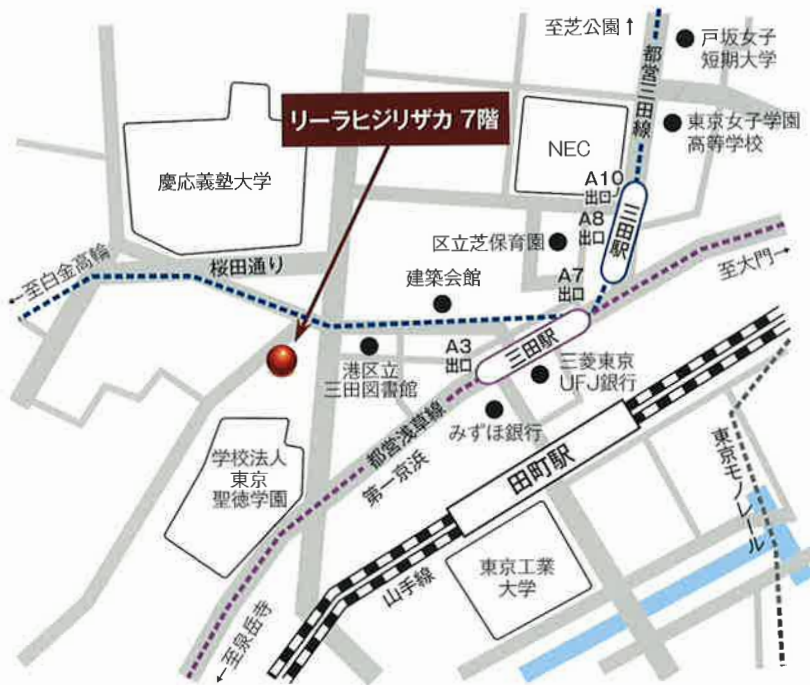 至芝公園↑
戸坂女子
短期大学
都営三田線
リーラヒジリザカ 7階
NEC
東京女子学園
高等学校
慶応義塾大学
A10
出口
A8
出口
三田駅
区立芝保育園
桜田通り
←至白金高輪
至大門→
建築会館
A7
出口
A3
出口
三田駅
港区立
三田図書館
三菱東京
UFJ銀行
みずほ銀行
都営浅草線
第一京浜
学校法人
東京
聖徳学園
田町駅
東京モノレール
山手線
東京工業
大学
←至泉岳寺